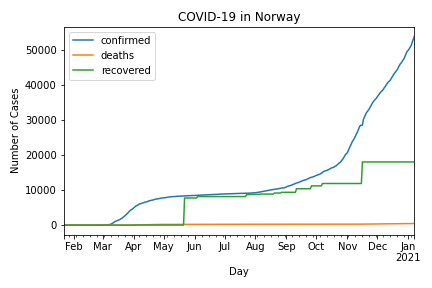 COVID-19 in Norway
confirmed
deaths
recovered
Number of Cases
50000
40000
30000
20000
10000
0
Feb Mar Apr May Jun Jul Aug Sep Oct Nov Dec Jan
2021
Day